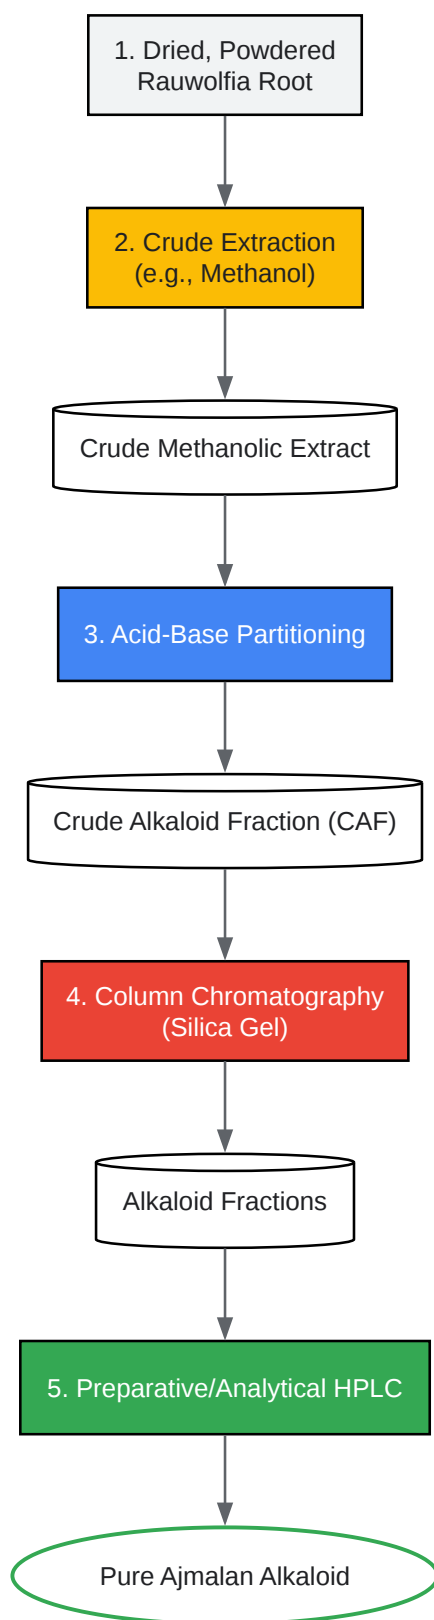 1. Dried, Powdered
Rauwolfia Root
2. Crude Extraction
(e.g., Methanol)
Crude Methanolic Extract
3. Acid-Base Partitioning
Crude Alkaloid Fraction (CAF)
4. Column Chromatography
(Silica Gel)
Alkaloid Fractions
5. Preparative/Analytical HPLC
Pure Ajmalan Alkaloid